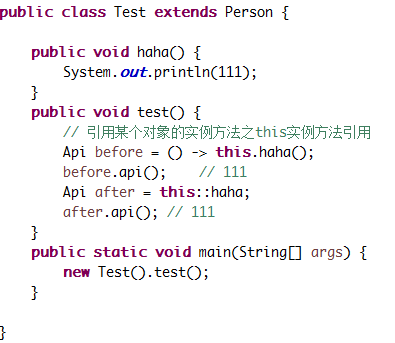 public class Test extends Person {
public void haha() {
System.out.println(111);
}
public void test() {
// 引用某个对象的实例方法之this实例方法引用
Api before = () -> this.haha();
before.api();    // 111
Api after = this::haha;
after.api(); // 111
}
public static void main(String[] args) {
new Test().test();
}
}